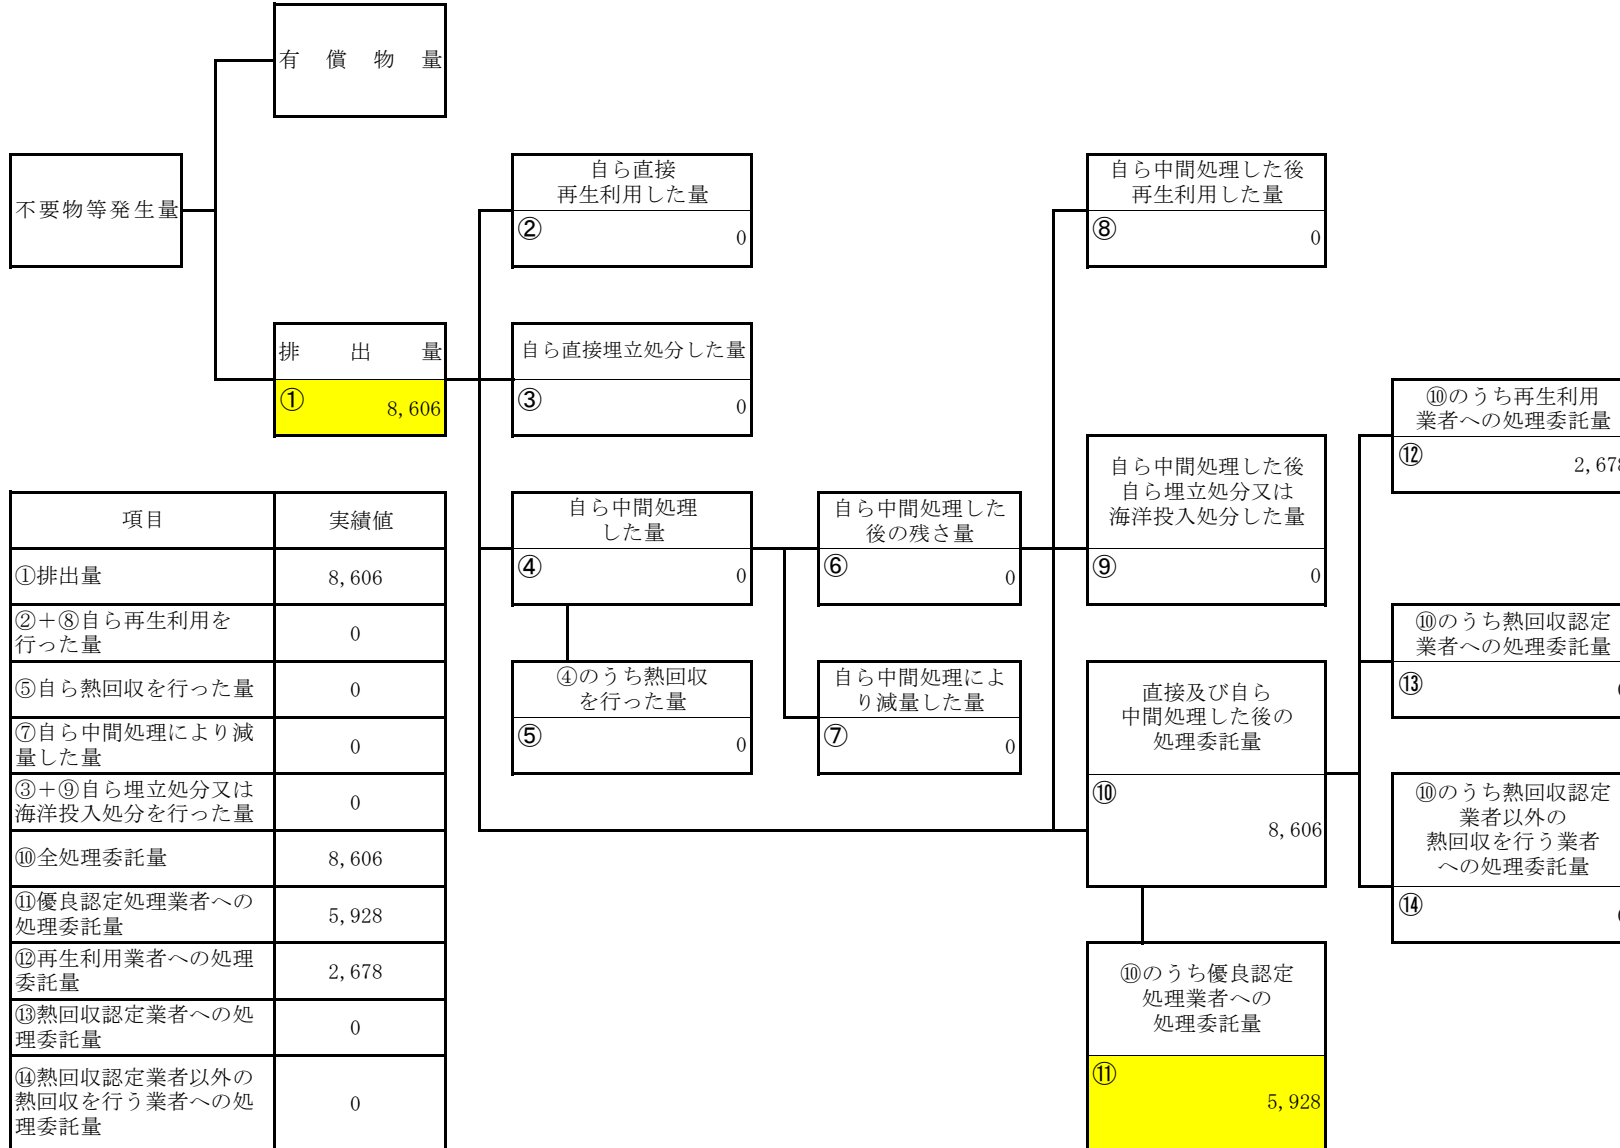 有償物量
不要物等発生量
排出量
① 8,606
自ら直接
再生利用した量
② 0
自ら直接埋立処分した量
③ 0
自ら中間処理
した量
④ 0
④のうち熱回収
を行った量
⑤ 0
自ら中間処理した
後の残さ量
⑥ 0
自ら中間処理によ
り減量した量
⑦ 0
自ら中間処理した後
再生利用した量
⑧ 0
自ら中間処理した後
自ら埋立処分又は
海洋投入処分した量
⑨ 0
直接及び自ら
中間処理した後の
処理委託量
⑩
8,606
⑩のうち優良認定
処理業者への
処理委託量
⑪
5,928
⑩のうち再生利用
業者への処理委託量
⑫ 2,678
⑩のうち熱回収認定
業者への処理委託量
⑬
⑩のうち熱回収認定
業者以外の
熱回収を行う業者
への処理委託量
⑭
項目 実績値
①排出量 8,606
②+⑧自ら再生利用を
行った量 0
⑤自ら熱回収を行った量 0
⑦自ら中間処理により減
量した量 0
③+⑨自ら埋立処分又は
海洋投入処分を行った量 0
⑩全処理委託量 8,606
⑪優良認定処理業者への
処理委託量 5,928
⑫再生利用業者への処理
委託量 2,678
⑬熱回収認定業者への処
理委託量 0
⑭熱回収認定業者以外の
熱回収を行う業者への処
理委託量 0